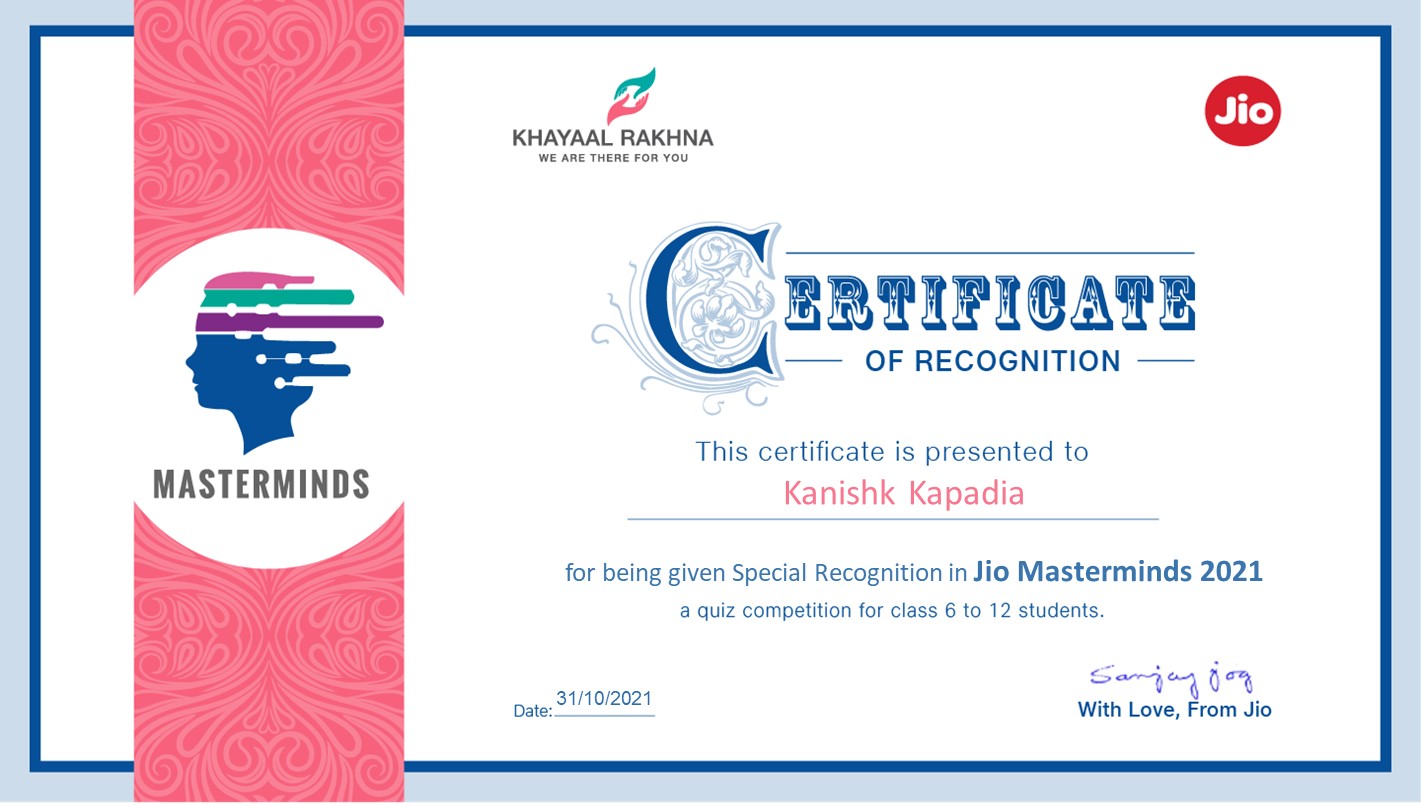 KHAYAAL RAKHNA
WE ARE THERE FOR YOU
Jio
CERTIFICATE
OF RECOGNITION
MASTERMINDS
This certificate is presented to
Kanishk Kapadia
for being given Special Recognition in Jio Masterminds 2021
a quiz competition for class 6 to 12 students.
Date: 31/10/2021
Sanjay Jog
With Love, From Jio